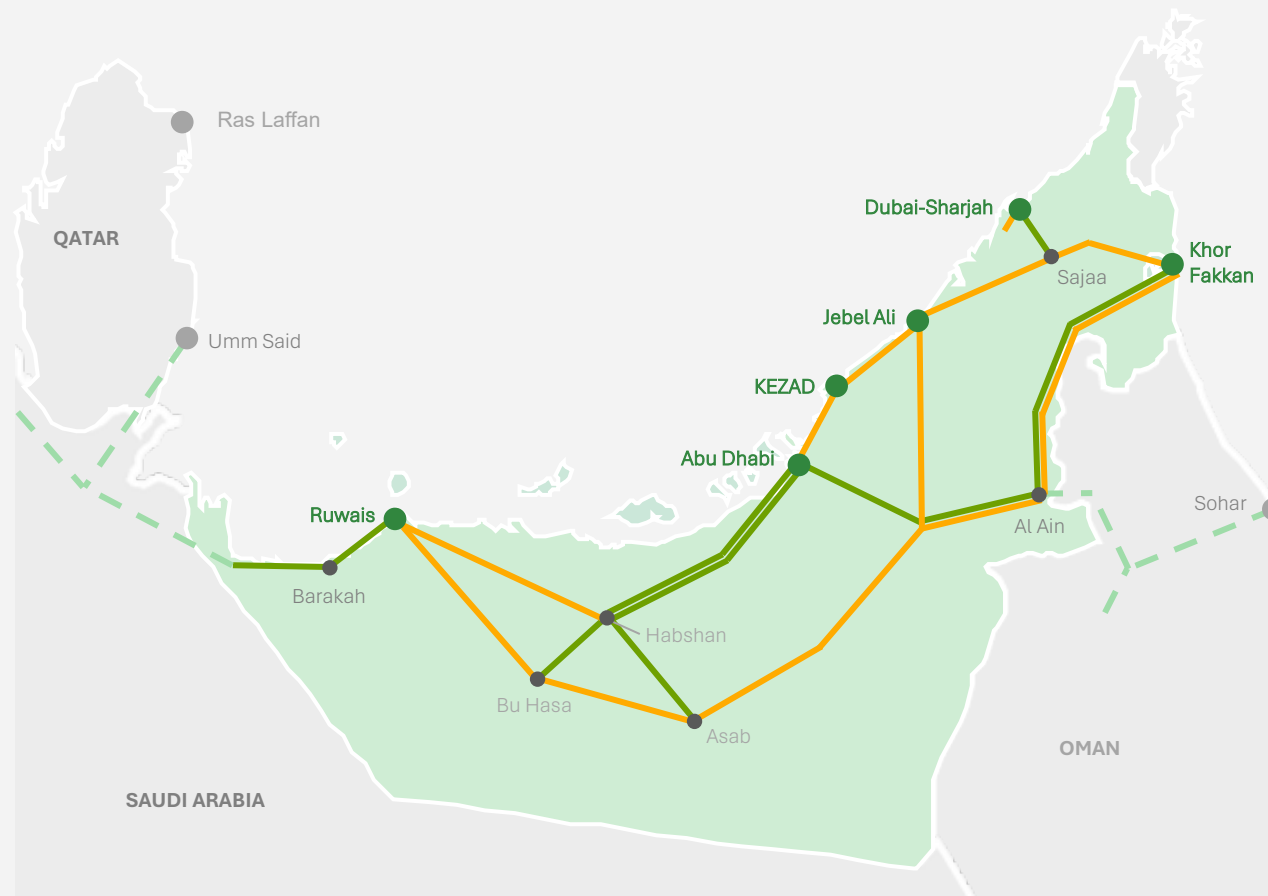 Ras Laffan
Dubai-Sharjah
QATAR
Khor
Fakkan
Sajaa
Jebel Ali
Umm Said
KEZAD
Abu Dhabi
Sohar
Ruwais
Al Ain
Barakah
Habshan
Bu Hasa
Asab
OMAN
SAUDI ARABIA